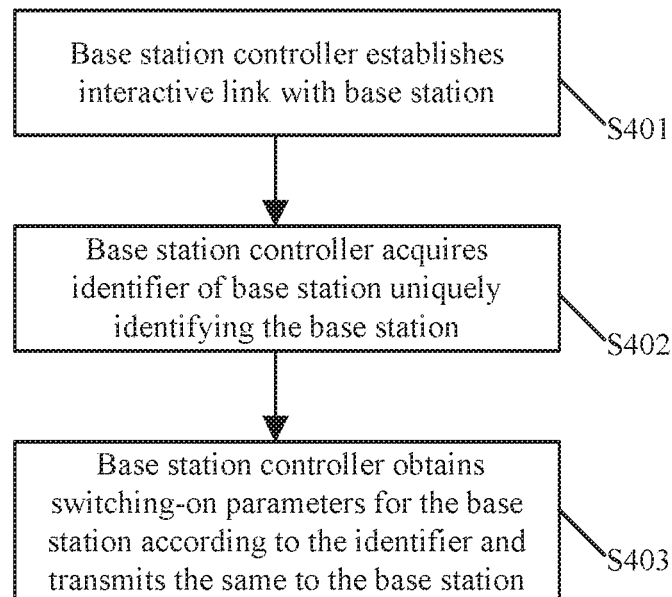 Base station controller establishes
interactive link with base station
S401
Base station controller acquires
identifier of base station uniquely
identifying the base station
S402
Base station controller obtains
switching-on parameters for the base
station according to the identifier and
transmits the same to the base station
S403